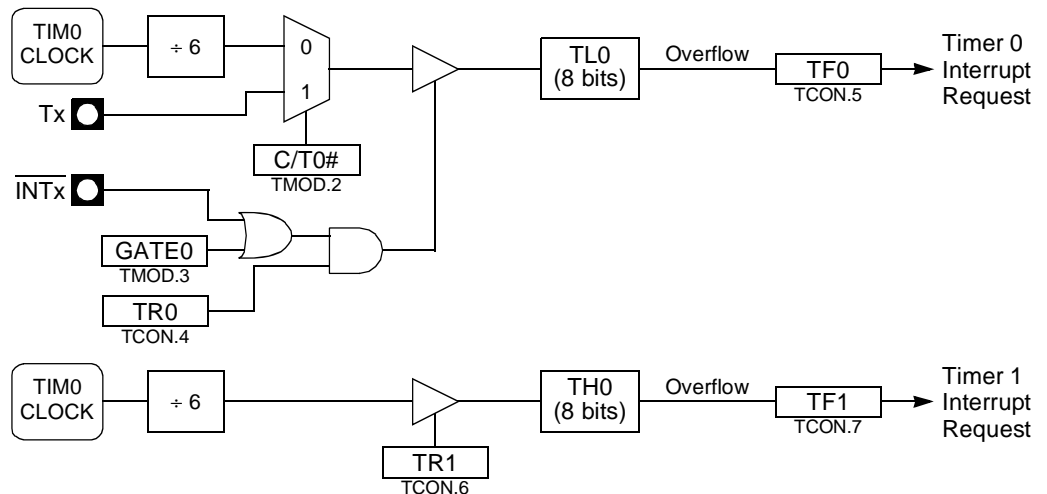 TIM0
CLOCK
÷ 6
0
1
Tx
C/T0#
TMOD.2
TL0
(8 bits)
Overflow
TF0
TCON.5
Timer 0
Interrupt
Request
INTx
GATE0
TMOD.3
TR0
TCON.4
TIM0
CLOCK
÷ 6
TR1
TCON.6
TH0
(8 bits)
Overflow
TF1
TCON.7
Timer 1
Interrupt
Request